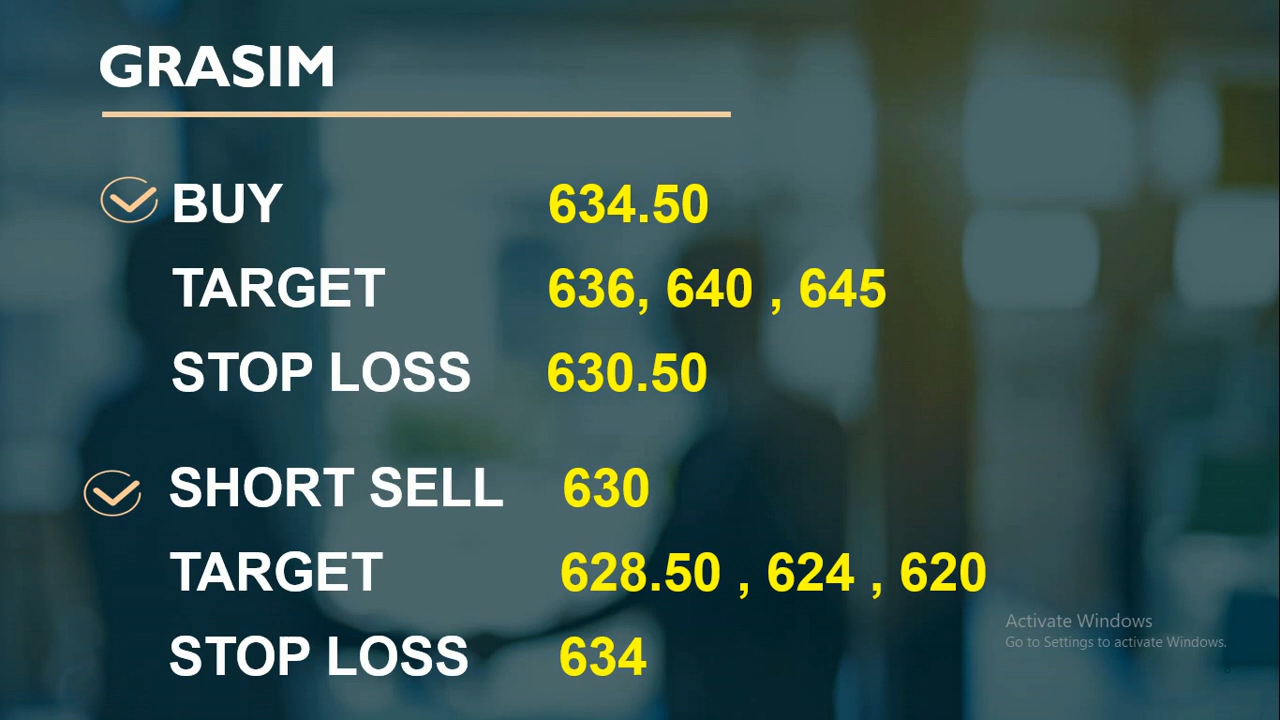 GRASIM
BUY 634.50
TARGET 636, 640 , 645
STOP LOSS 630.50
SHORT SELL 630
TARGET 628.50 , 624 , 620
STOP LOSS 634
Activate Windows
Go to Settings to activate Windows.